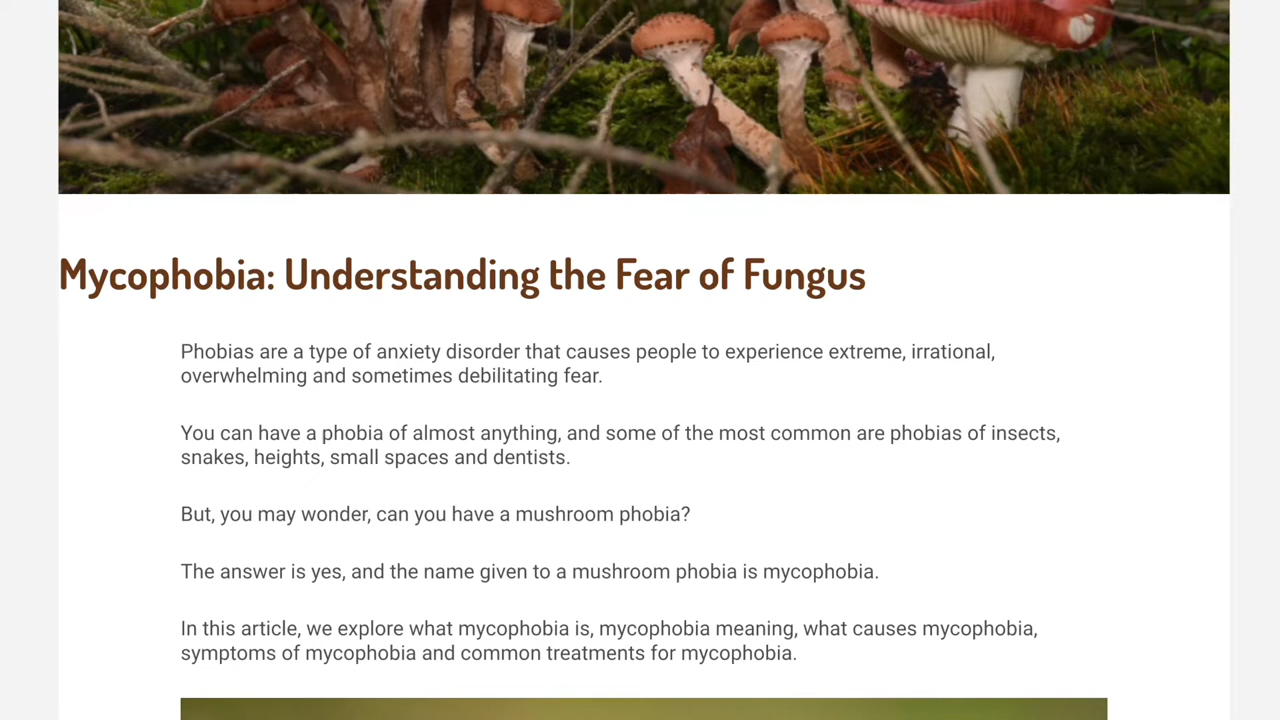 Mycophobia: Understanding the Fear of Fungus
Phobias are a type of anxiety disorder that causes people to experience extreme, irrational,
overwhelming and sometimes debilitating fear.
You can have a phobia of almost anything, and some of the most common are phobias of insects,
snakes, heights, small spaces and dentists.
But, you may wonder, can you have a mushroom phobia?
The answer is yes, and the name given to a mushroom phobia is mycophobia.
In this article, we explore what mycophobia is, mycophobia meaning, what causes mycophobia,
symptoms of mycophobia and common treatments for mycophobia.